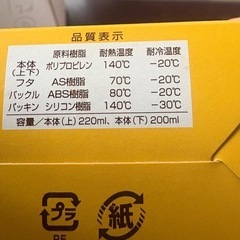 品質表示
原料樹脂 耐熱温度 耐冷温度
本体(上下) ポリプロピレン 140℃ −20℃
フタ AS樹脂 70℃ −20℃
バックル ABS樹脂 80℃ −20℃
パッキン シリコン樹脂 140℃ −30℃
容量／本体(上) 220ml、本体(下) 200ml
プラ
紙
PE